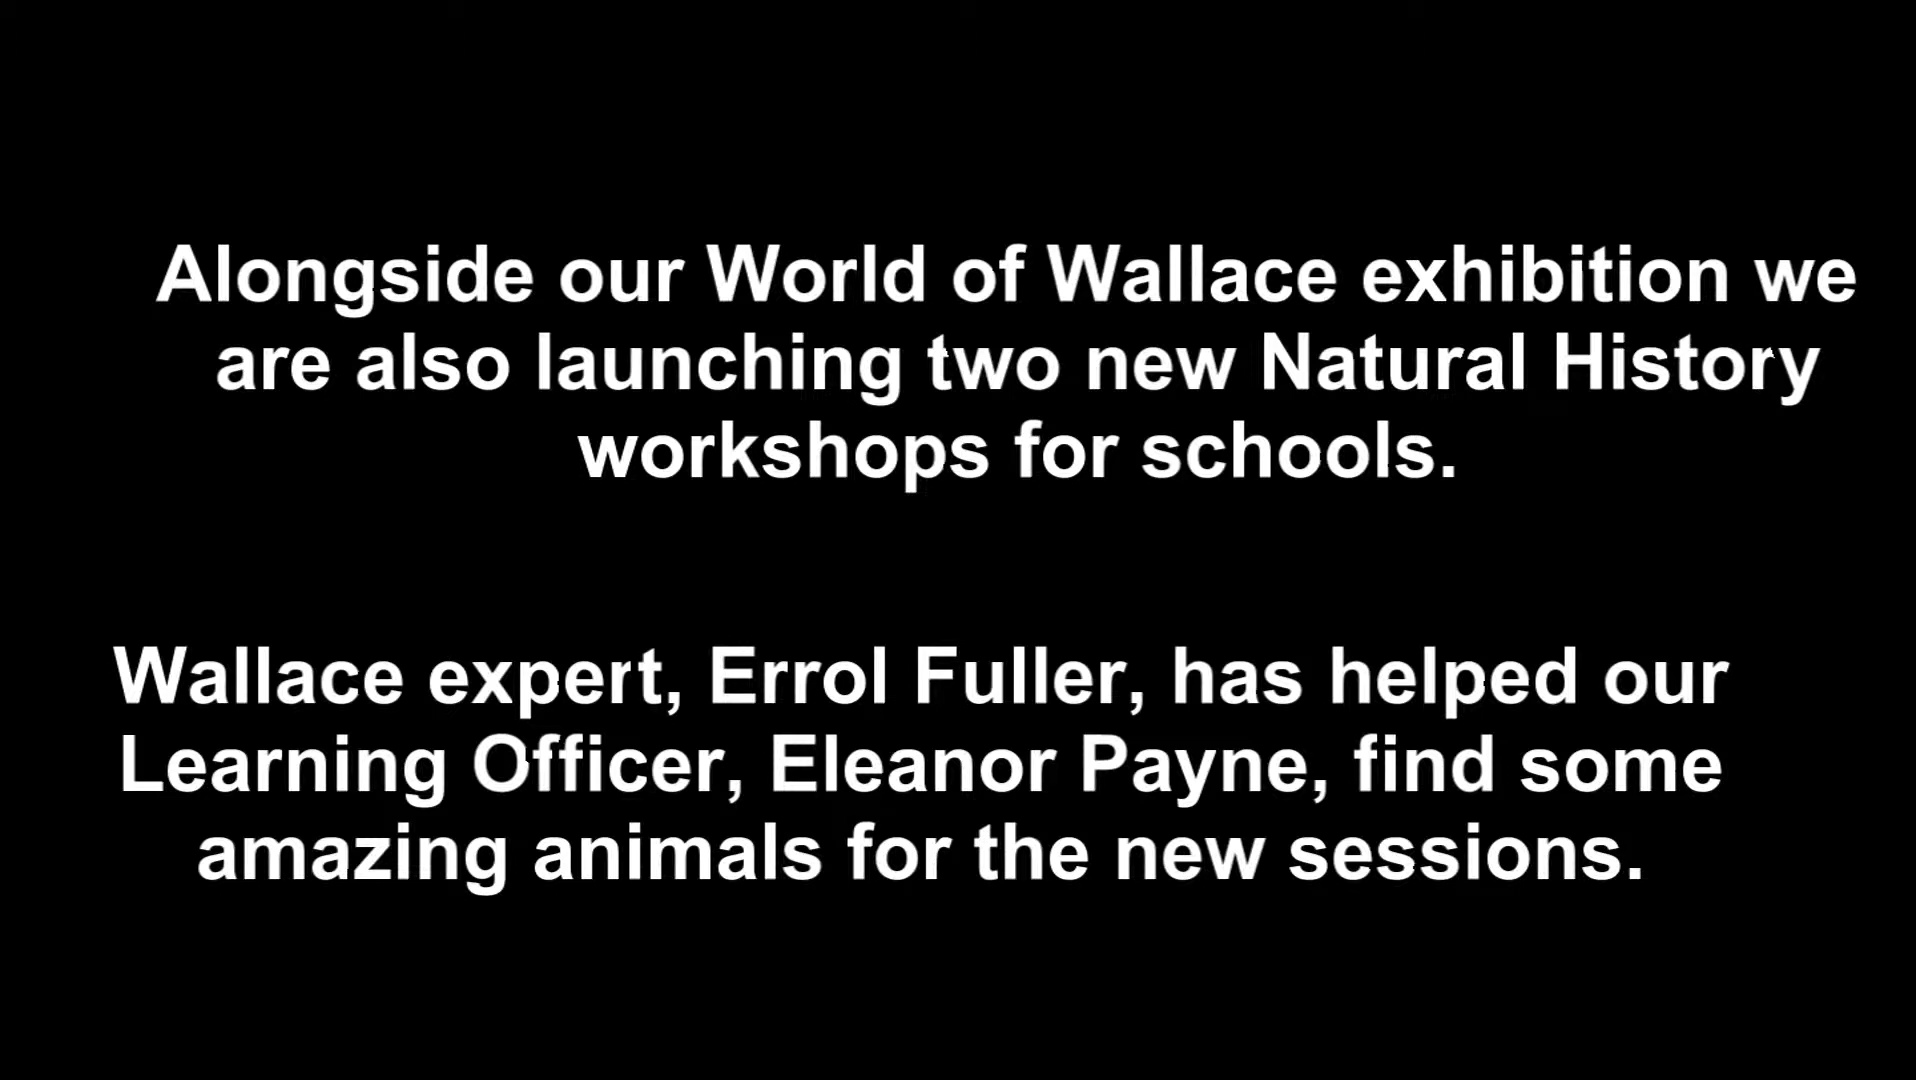 Alongside our World of Wallace exhibition we
are also launching two new Natural History
workshops for schools.
Wallace expert, Errol Fuller, has helped our
Learning Officer, Eleanor Payne, find some
amazing animals for the new sessions.